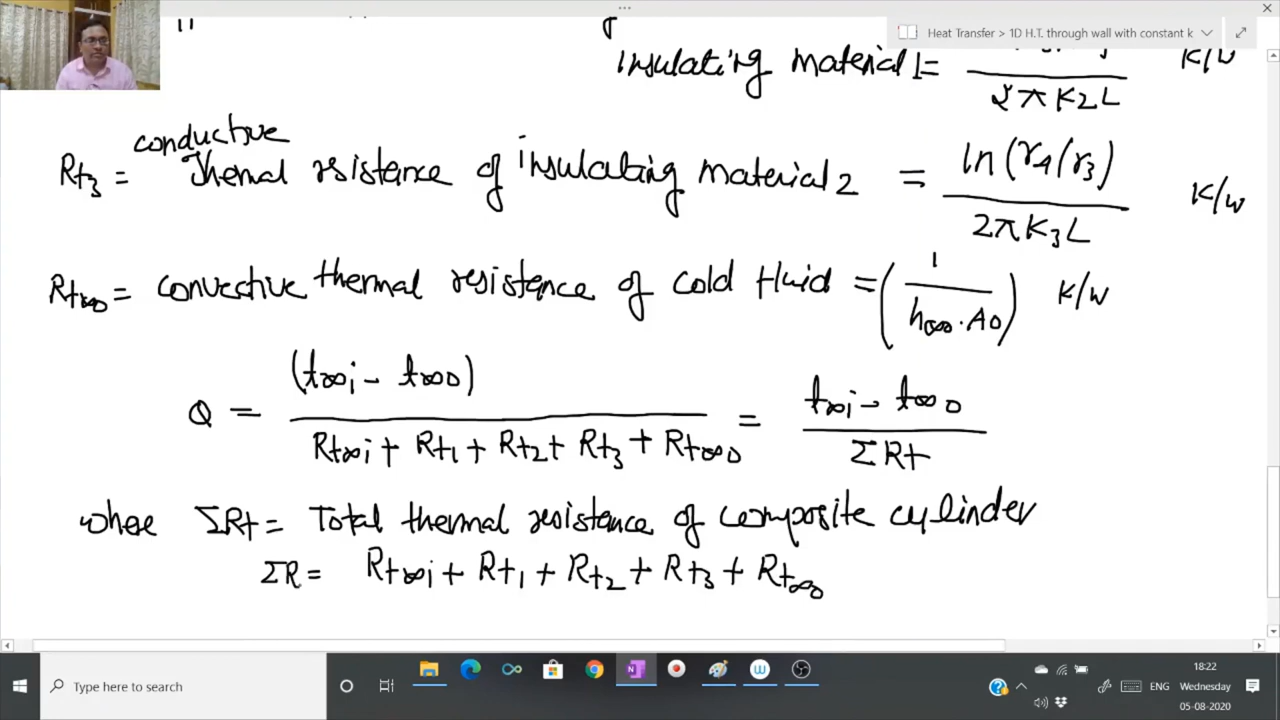 Heat Transfer > 1D H.T. through wall with constant k
insulating material 1 = 2πK2L K/W
Rt3 = conductive Thermal resistance of insulating material 2 = ln(r4/r3) / 2πK3L K/W
Rt∞o = convective thermal resistance of cold fluid = (1 / h∞o · Ao) K/W
Q = (t∞i - t∞o) / Rt∞i + Rt1 + Rt2 + Rt3 + Rt∞o = t∞i - t∞o / ΣRt
where ΣRt = Total thermal resistance of composite cylinder
ΣR = Rt∞i + Rt1 + Rt2 + Rt3 + Rt∞o
Type here to search
ENG
18:22
Wednesday
05-08-2020